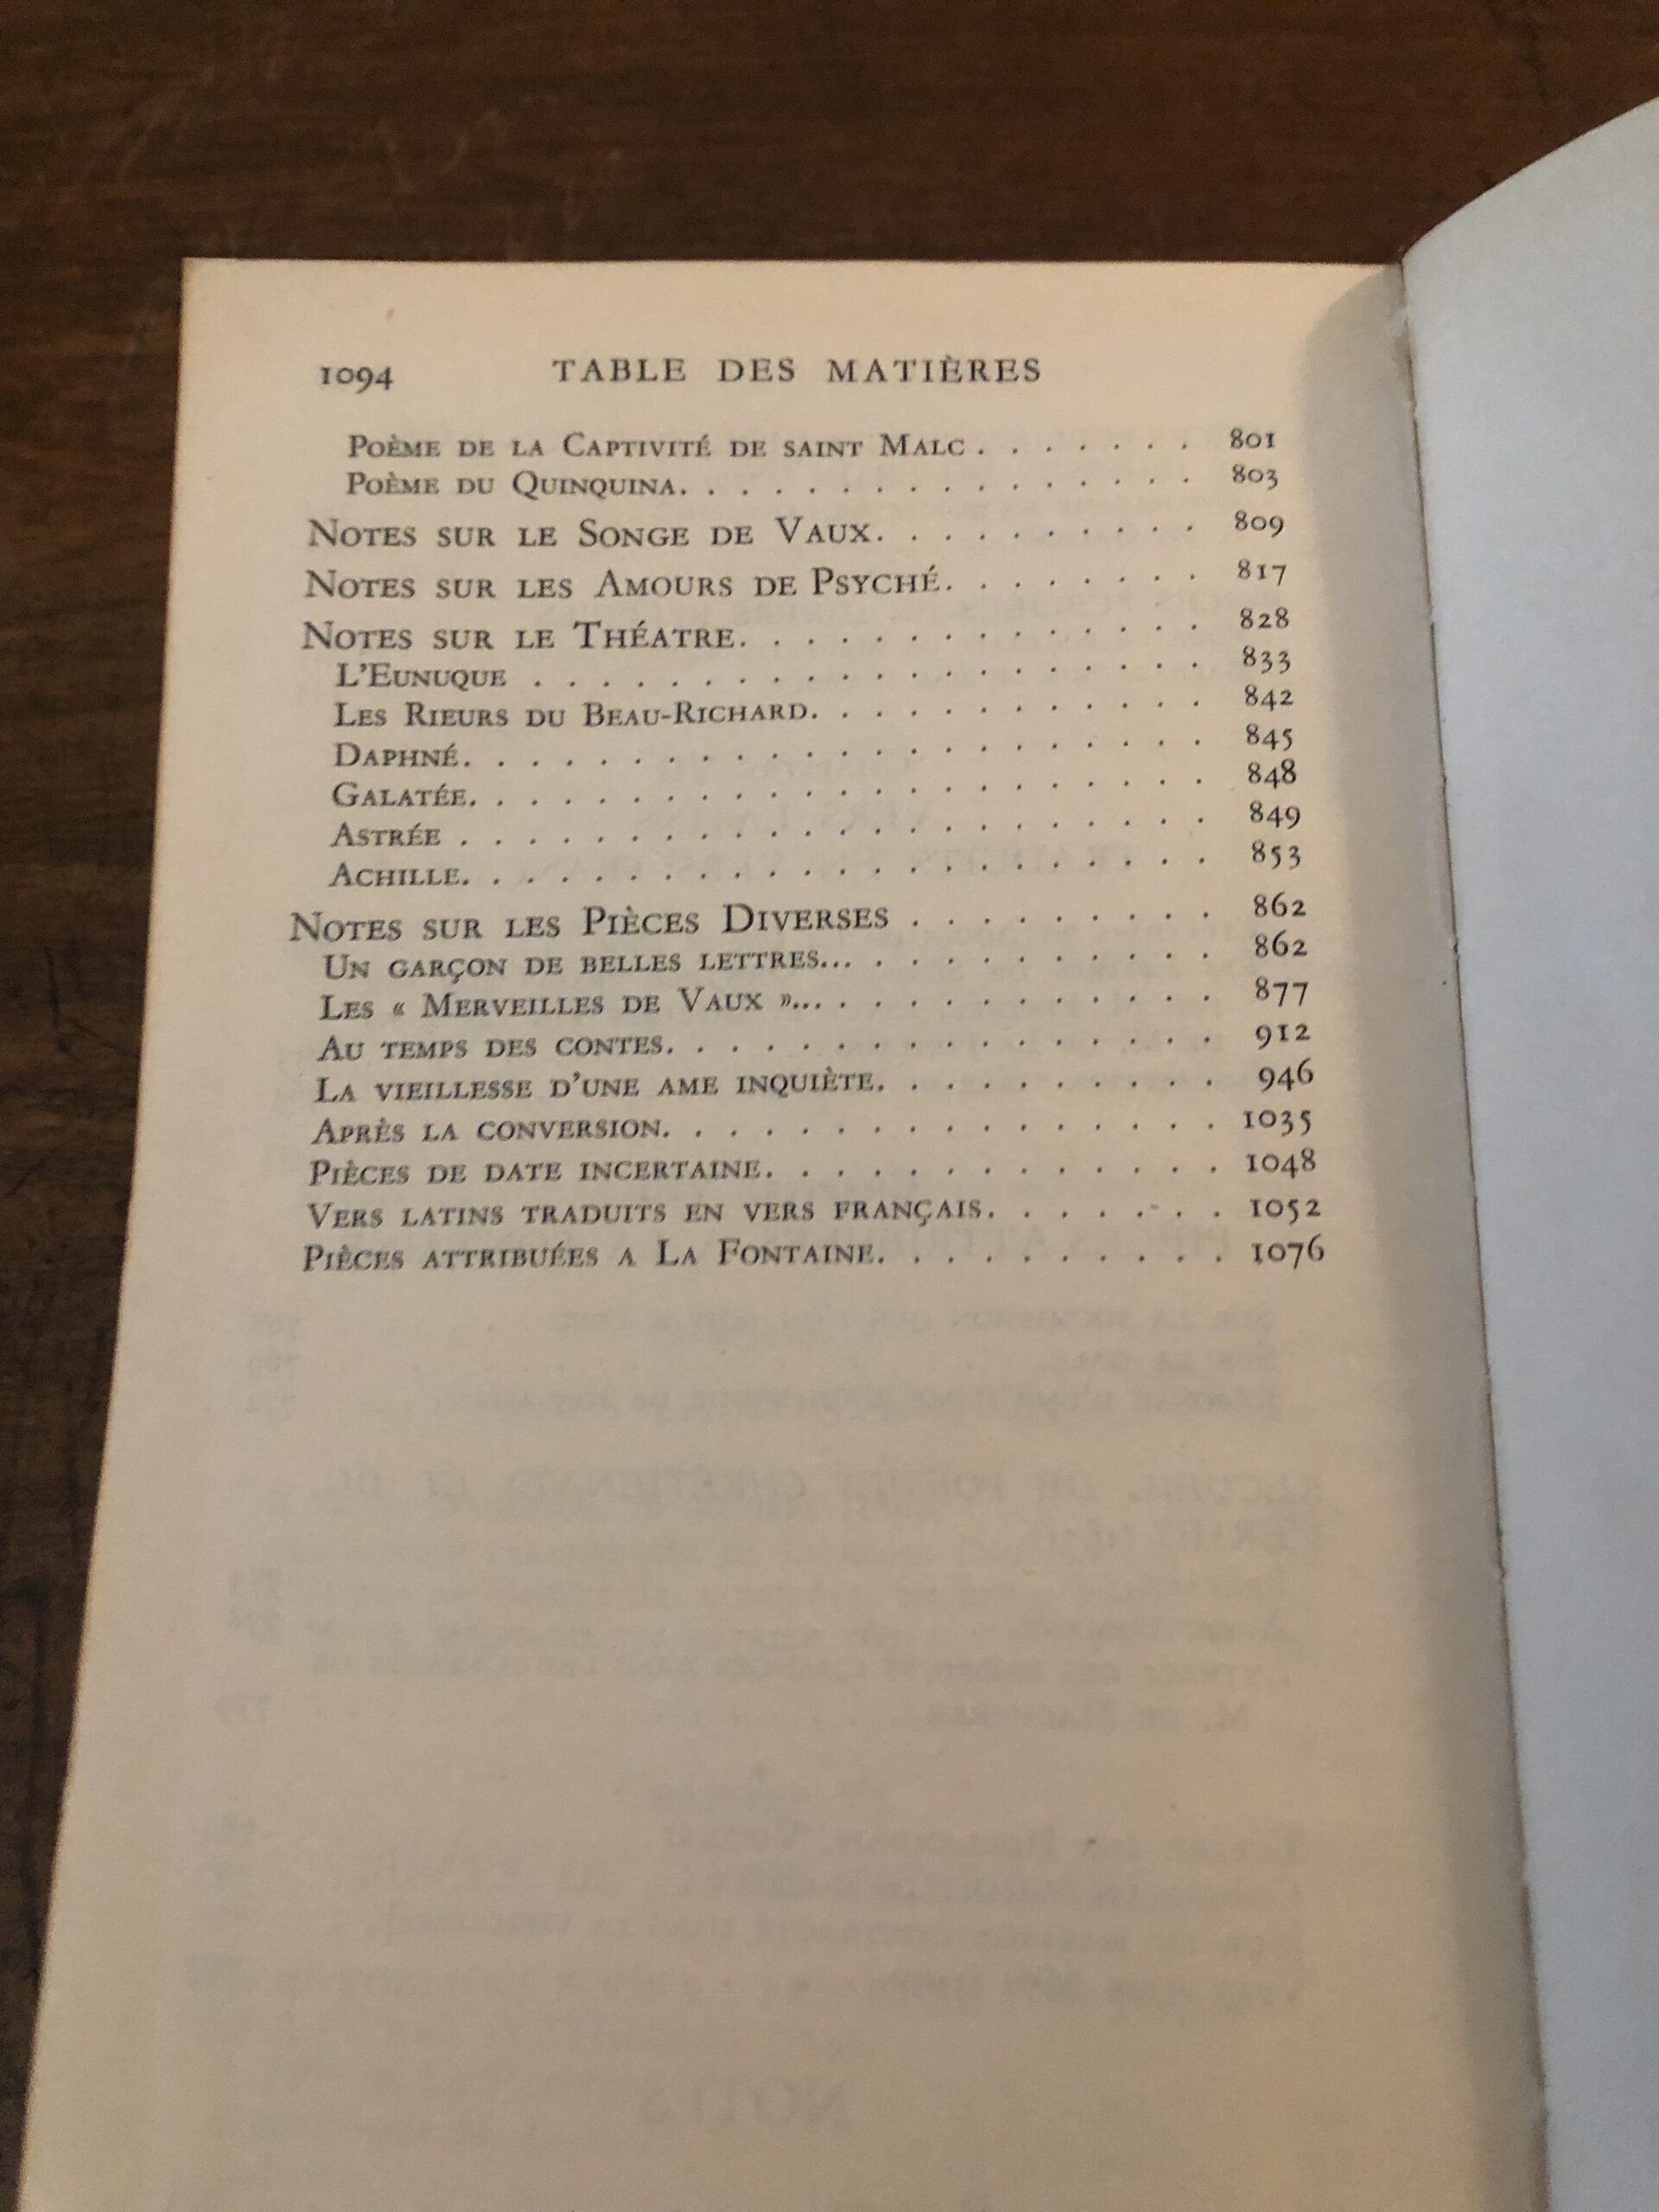 1094 TABLE DES MATIÈRES
POÈME DE LA CAPTIVITÉ DE SAINT MALC . . . . . . . 801
POÈME DU QUINQUINA. . . . . . . . . . . . . . . . 803
NOTES SUR LE SONGE DE VAUX. . . . . . . . . . 809
NOTES SUR LES AMOURS DE PSYCHÉ. . . . . . . . 817
NOTES SUR LE THÉATRE. . . . . . . . . . . . . . 828
L'EUNUQUE . . . . . . . . . . . . . . . . . . . . 833
LES RIEURS DU BEAU-RICHARD. . . . . . . . . . . . 842
DAPHNÉ. . . . . . . . . . . . . . . . . . . . . . 845
GALATÉE. . . . . . . . . . . . . . . . . . . . . . 848
ASTRÉE . . . . . . . . . . . . . . . . . . . . . . 849
ACHILLE. . . . . . . . . . . . . . . . . . . . . . 853
NOTES SUR LES PIÈCES DIVERSES . . . . . . . . . 862
UN GARÇON DE BELLES LETTRES... . . . . . . . . . . . 862
LES « MERVEILLES DE VAUX »... . . . . . . . . . . . . 877
AU TEMPS DES CONTES. . . . . . . . . . . . . . . . . 912
LA VIEILLESSE D'UNE AME INQUIÈTE. . . . . . . . . . . 946
APRÈS LA CONVERSION. . . . . . . . . . . . . . . . . 1035
PIÈCES DE DATE INCERTAINE. . . . . . . . . . . . . . 1048
VERS LATINS TRADUITS EN VERS FRANÇAIS. . . . . . . . 1052
PIÈCES ATTRIBUÉES A LA FONTAINE. . . . . . . . . . . 1076